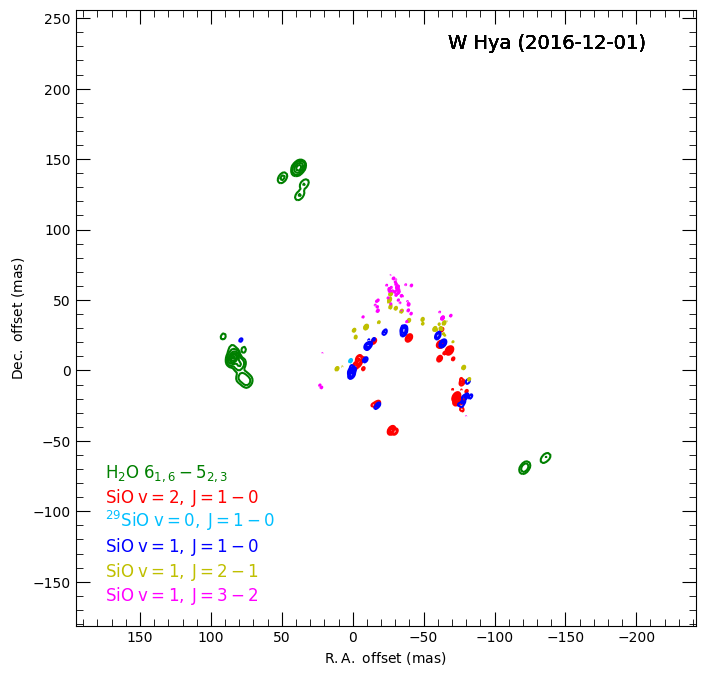 W Hya (2016-12-01)
250
200
150
100
50
0
−50
−100
−150
Dec. offset (mas)
H₂O 6₁,₆ − 5₂,₃
SiO v = 2, J = 1 − 0
²⁹SiO v = 0, J = 1 − 0
SiO v = 1, J = 1 − 0
SiO v = 1, J = 2 − 1
SiO v = 1, J = 3 − 2
150 100 50 0 −50 −100 −150 −200
R.A. offset (mas)